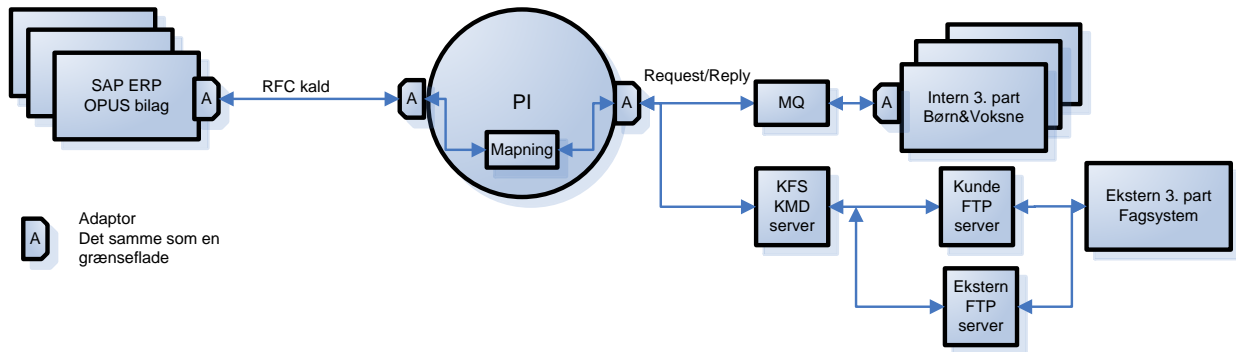 SAP ERP
OPUS bilag
A
RFC kald
A
PI
Mapning
A
Request/Reply
MQ
A
Intern 3. part
Børn&Voksne
KFS
KMD
server
Kunde
FTP
server
Ekstern 3. part
Fagsystem
Ekstern
FTP
server
A
Adaptor
Det samme som en
grænseflade